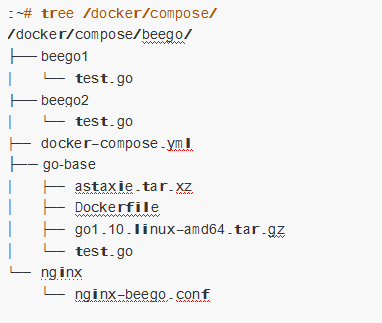 :~# tree /docker/compose/
/docker/compose/beego/
├── beego1
│   └── test.go
├── beego2
│   └── test.go
├── docker-compose.yml
├── go-base
│   ├── astaxie.tar.xz
│   ├── Dockerfile
│   ├── go1.10.linux-amd64.tar.gz
│   └── test.go
└── nginx
    └── nginx-beego.conf